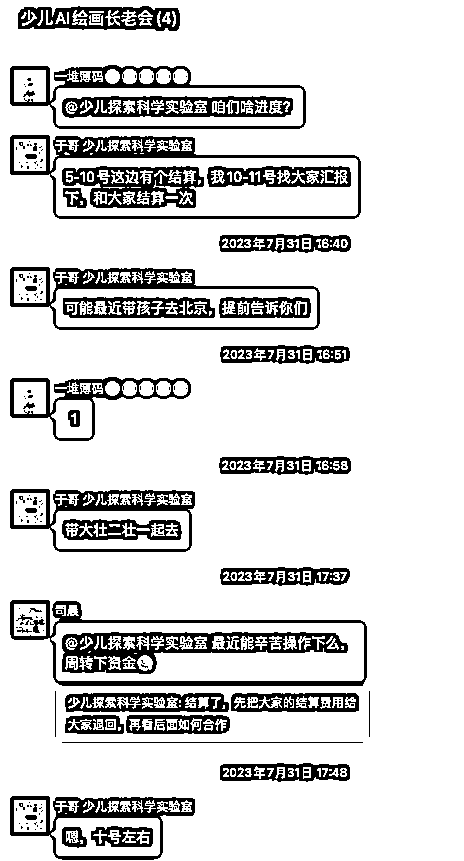 少儿AI绘画长老会(4)
一堆薄码
@少儿探索科学实验室 咱们啥进度?
于哥 少儿探索科学实验室
5-10号这边有个结算，我10-11号找大家汇报
下，和大家结算一次
2023年7月31日 16:40
于哥 少儿探索科学实验室
可能最近带孩子去北京，提前告诉你们
2023年7月31日 16:51
一堆薄码
1
2023年7月31日 16:58
于哥 少儿探索科学实验室
带大壮二壮一起去
2023年7月31日 17:37
司晨
@少儿探索科学实验室 最近能辛苦操作下么，
周转下资金
少儿探索科学实验室: 结算了，先把大家的结算费用给
大家退回，再看后面如何合作
2023年7月31日 17:48
于哥 少儿探索科学实验室
嗯，十号左右